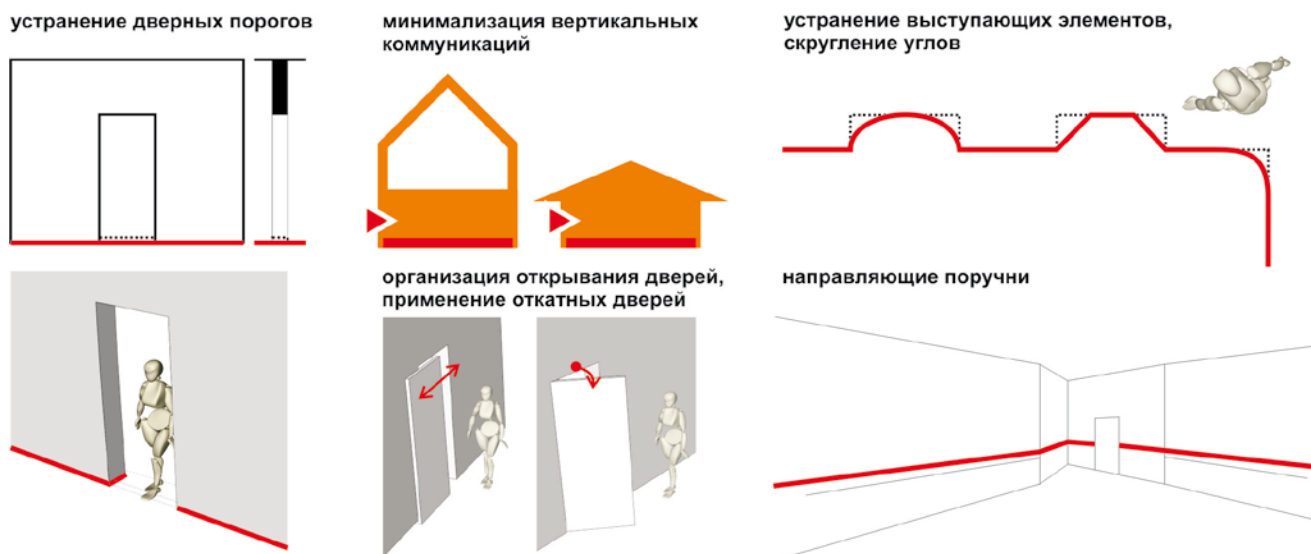 устранение дверных порогов
минимализация вертикальных
коммуникаций
устранение выступающих элементов,
скругление углов
организация открывания дверей,
применение откатных дверей
направляющие поручни